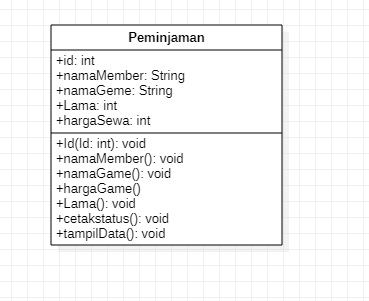 Peminjaman
+id: int
+namaMember: String
+namaGeme: String
+Lama: int
+hargaSewa: int
+Id(Id: int): void
+namaMember(): void
+namaGame(): void
+hargaGame()
+Lama(): void
+cetakstatus(): void
+tampilData(): void